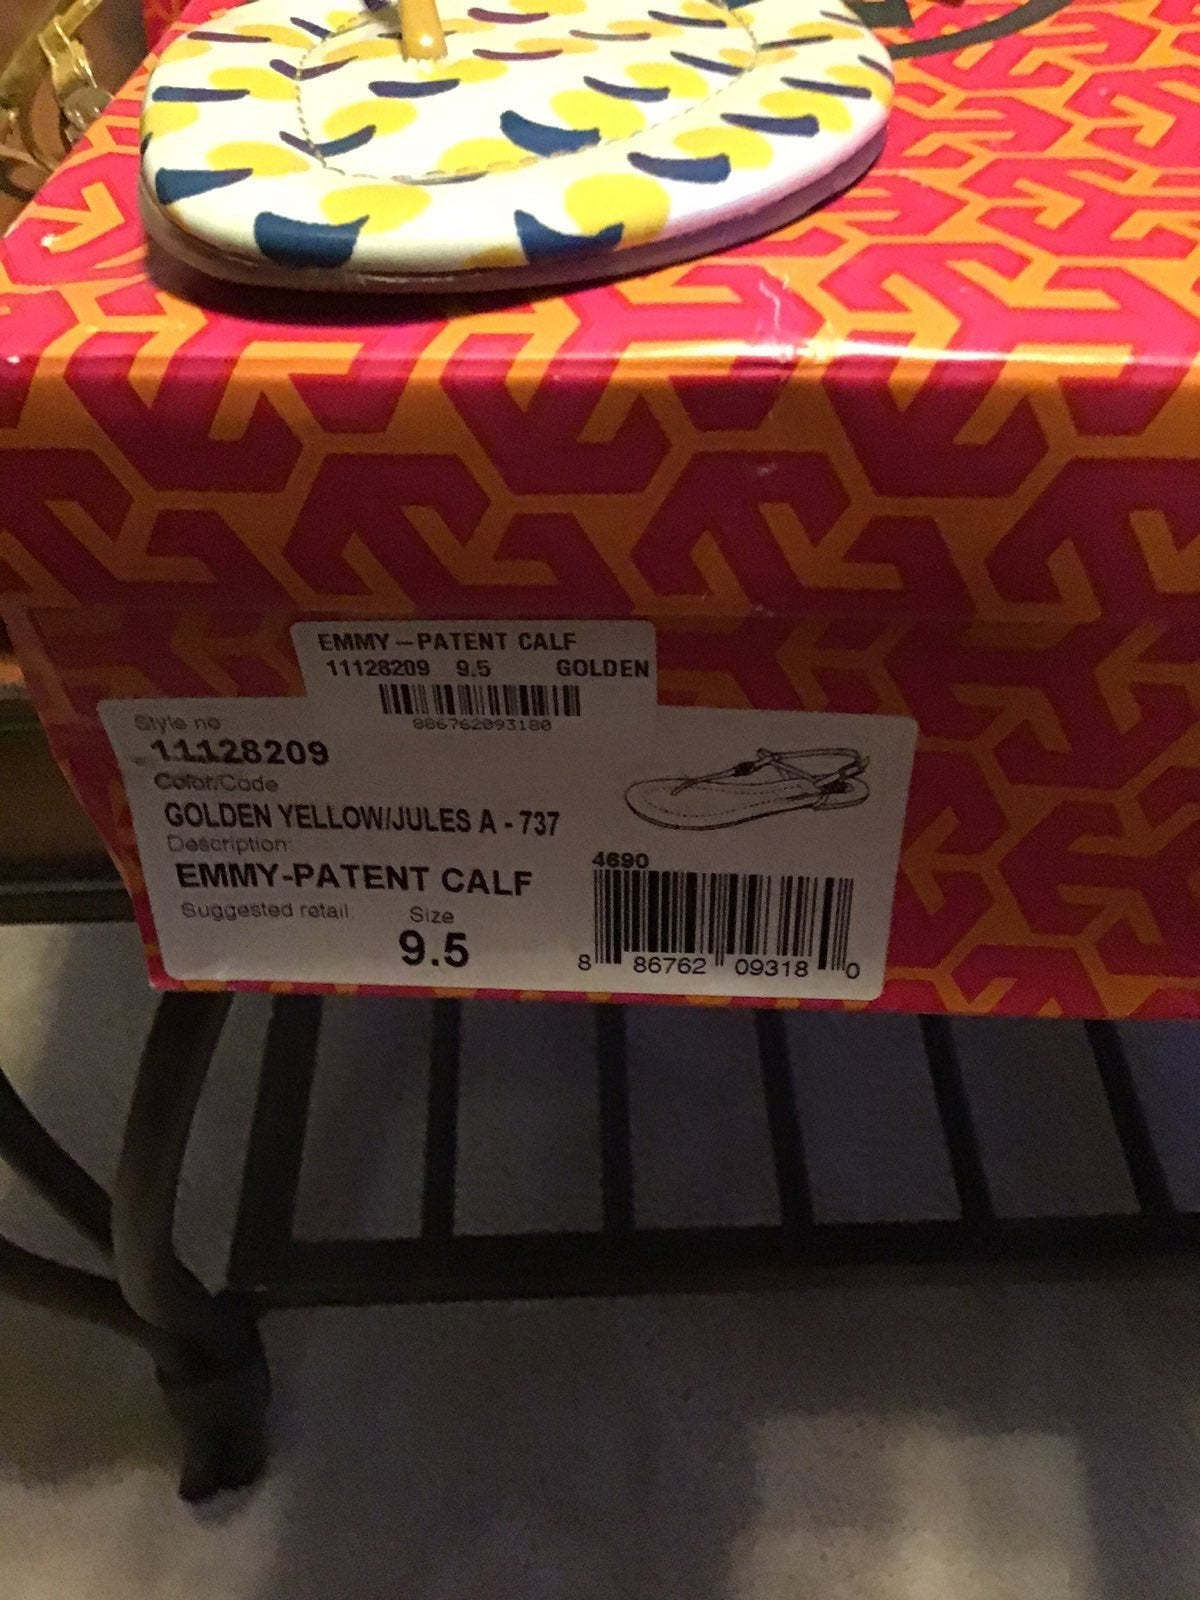 EMMY-PATENT CALF
11128209 9.5 GOLDEN
886762093180
Style no
11128209
Color/Code
GOLDEN YELLOW/JULES A - 737
Description:
EMMY-PATENT CALF
Suggested retail: Size
9.5
4690
8 86762 09318 0